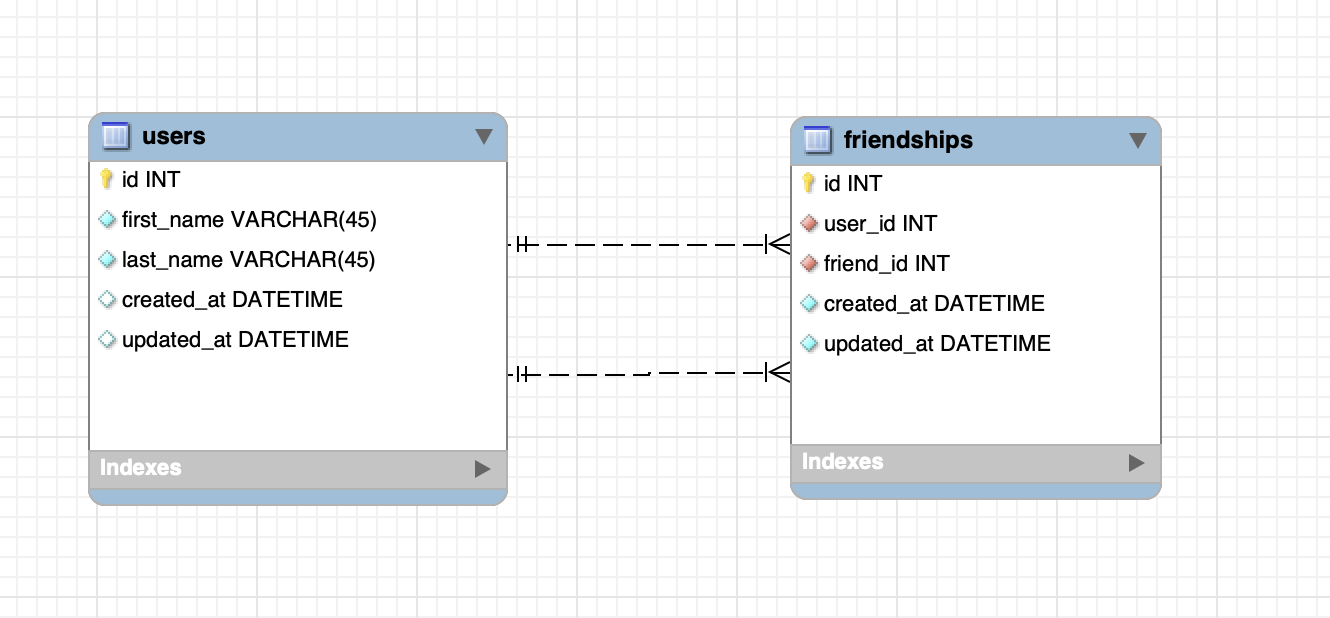 users
id INT
first_name VARCHAR(45)
last_name VARCHAR(45)
created_at DATETIME
updated_at DATETIME
Indexes
friendships
id INT
user_id INT
friend_id INT
created_at DATETIME
updated_at DATETIME
Indexes